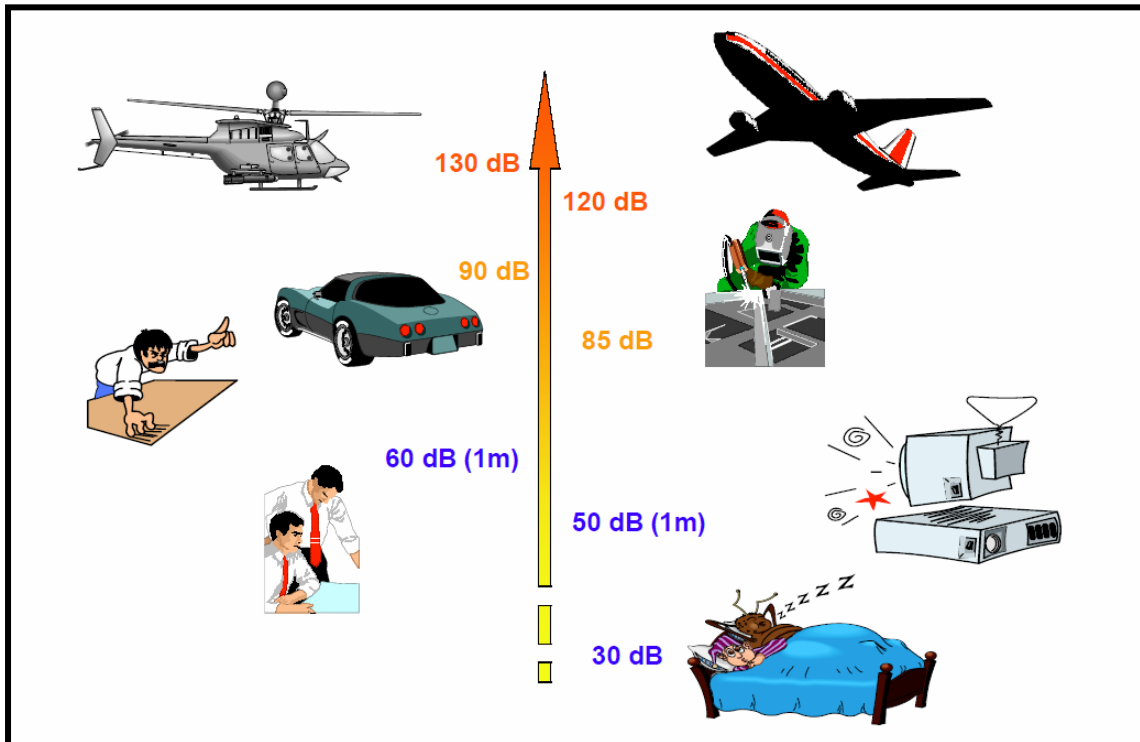 130 dB
120 dB
90 dB
85 dB
60 dB (1m)
50 dB (1m)
z z z z Z Z Z
30 dB